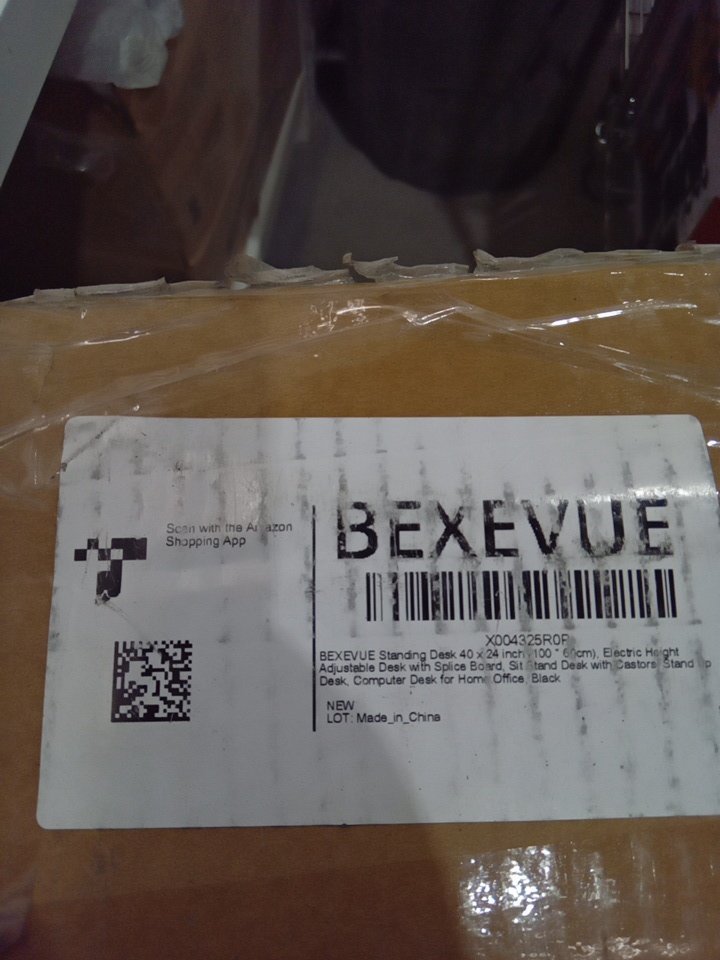 Scan with the Amazon
Shopping App
BEXEVUE
X004325R0P
BEXEVUE Standing Desk 40 x 24 inch (100 * 60cm), Electric Height
Adjustable Desk with Splice Board, Sit Stand Desk with Castors, Stand Up
Desk, Computer Desk for Home Office, Black
NEW
LOT: Made_in_China